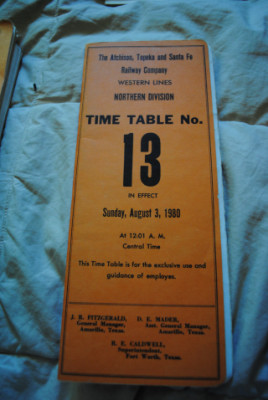 The Atchison, Topeka and Santa Fe
Railway Company
WESTERN LINES
NORTHERN DIVISION
TIME TABLE No.
13
IN EFFECT
Sunday, August 3, 1980
At 12:01 A. M.
Central Time
This Time Table is for the exclusive use and
guidance of employes.
J. R. FITZGERALD,
General Manager,
Amarillo, Texas.
D. E. MADER,
Asst. General Manager,
Amarillo, Texas.
R. E. CALDWELL,
Superintendent,
Fort Worth, Texas.